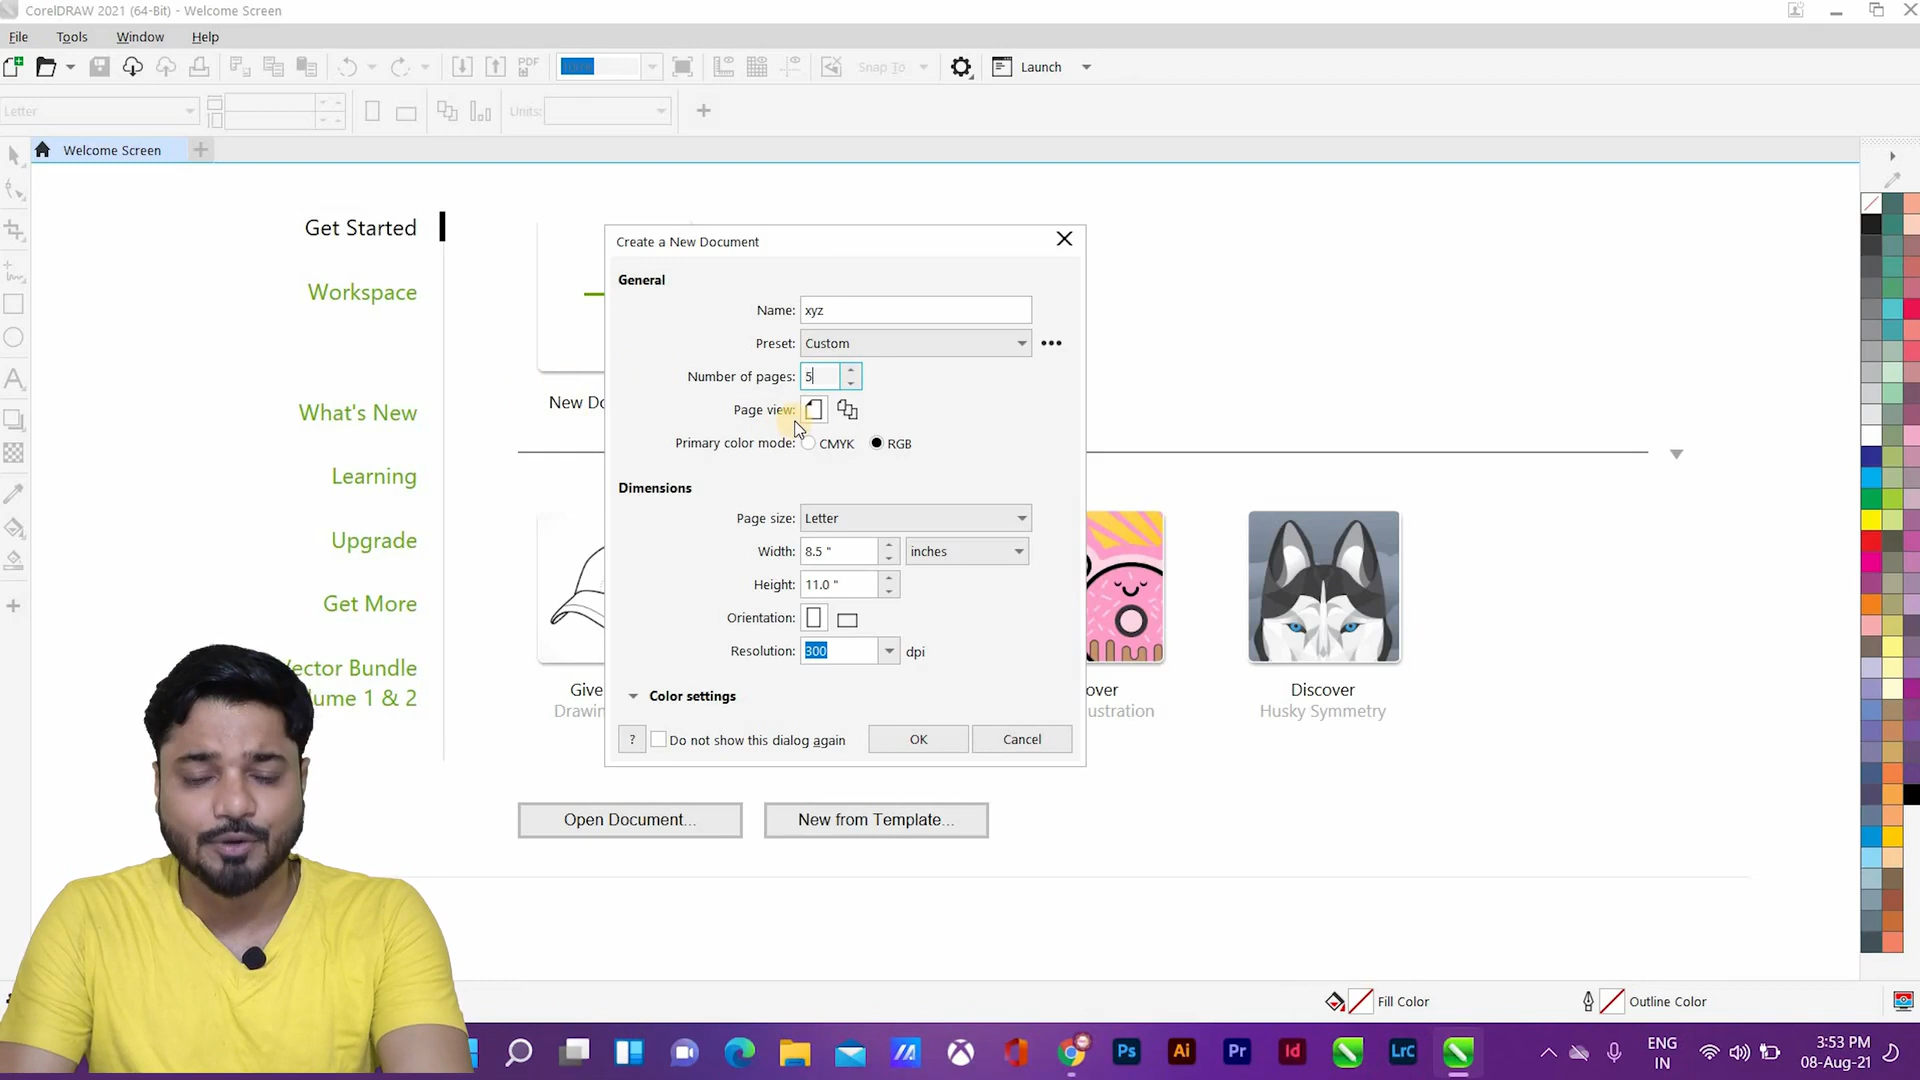 CorelDRAW 2021 (64-Bit) - Welcome Screen
File Tools Window Help
PDF Snap To Launch
Letter Units:
Welcome Screen
Get Started
Workspace
What's New
Learning
Upgrade
Get More
Vector Bundle
ume 1 & 2
New Do
Create a New Document
General
Name: xyz
Preset: Custom
Number of pages: 5
Page view:
Primary color mode: CMYK RGB
Dimensions
Page size: Letter
Width: 8.5 " inches
Height: 11.0 "
Orientation:
Resolution: 300 dpi
Color settings
? Do not show this dialog again OK Cancel
Give
Drawin
over
ustration
Discover
Husky Symmetry
Open Document... New from Template...
Fill Color Outline Color
Ps Ai Pr Id Lrc
ENG
IN
3:53 PM
08-Aug-21